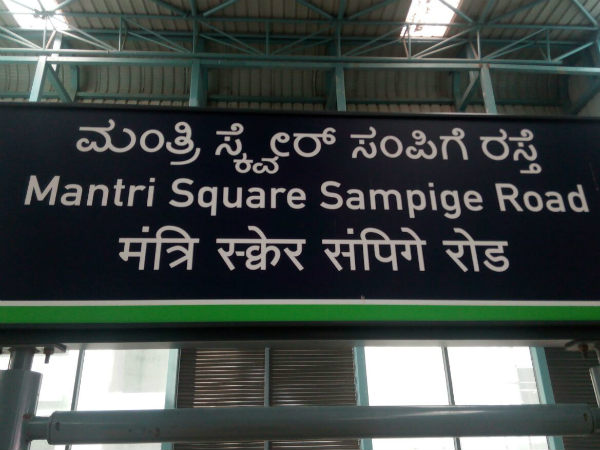 ಮಂತ್ರಿ ಸ್ಕ್ವೇರ್ ಸಂಪಿಗೆ ರಸ್ತೆ
Mantri Square Sampige Road
मंत्रि स्क्वेर संपिगे रोड